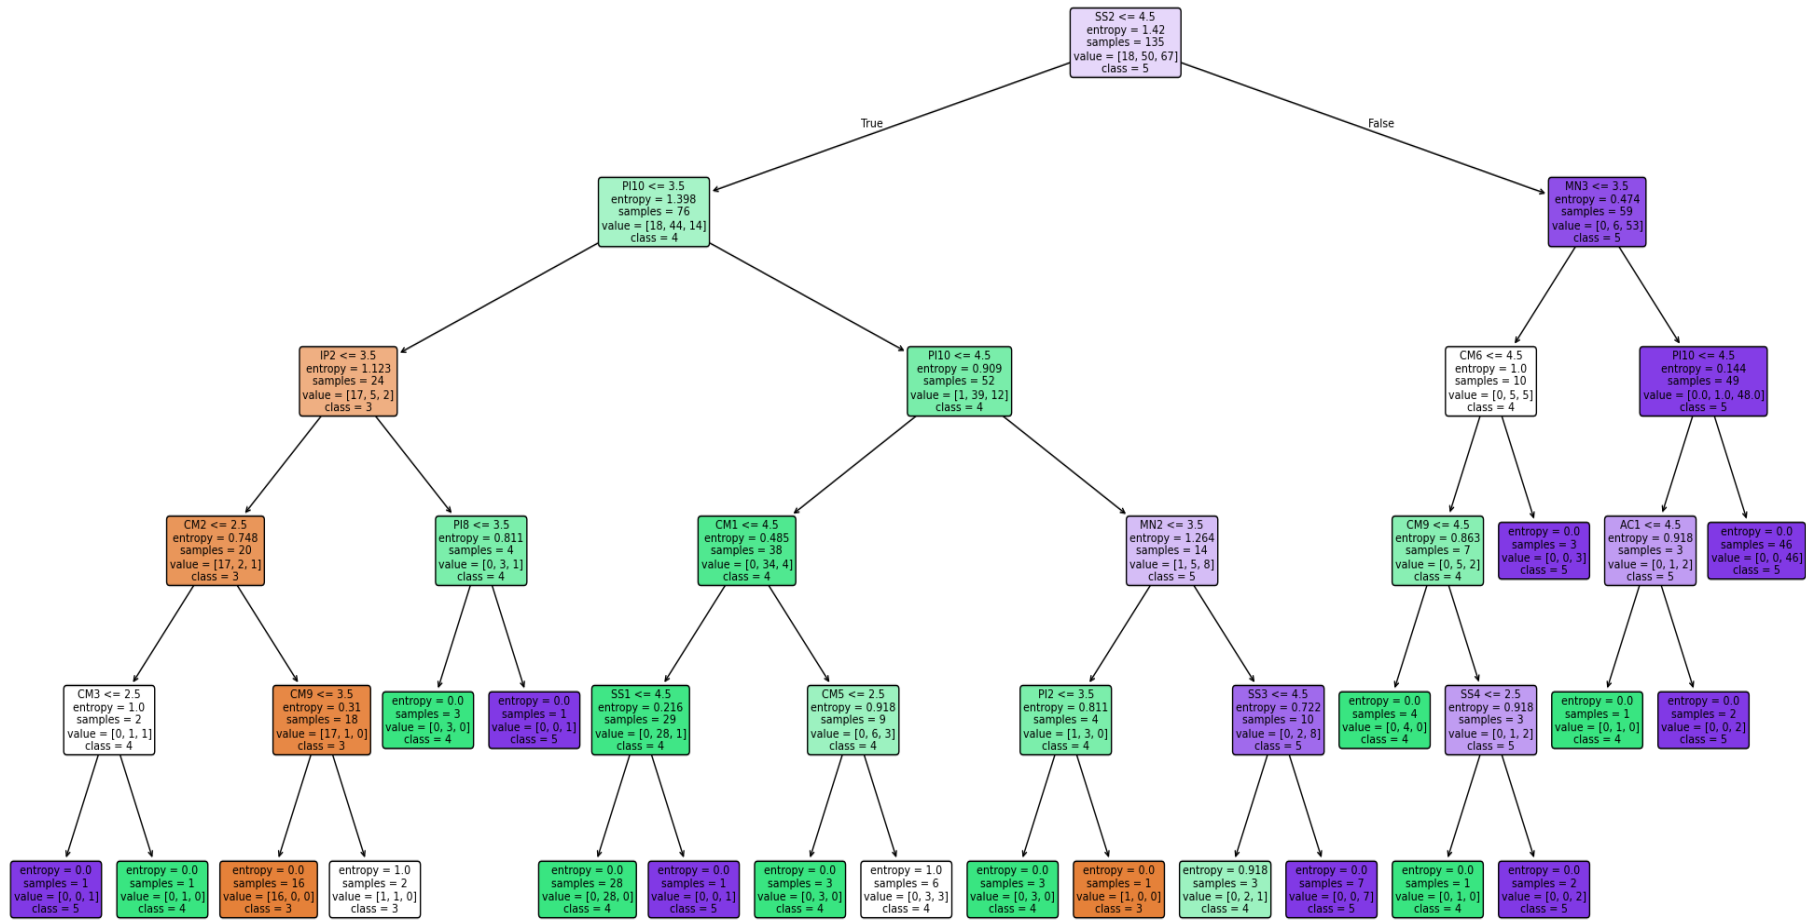 SS2 <= 4.5
entropy = 1.42
samples = 135
value = [18, 50, 67]
class = 5
True
False
PI10 <= 3.5
entropy = 1.398
samples = 76
value = [18, 44, 14]
class = 4
MN3 <= 3.5
entropy = 0.474
samples = 59
value = [0, 6, 53]
class = 5
IP2 <= 3.5
entropy = 1.123
samples = 24
value = [17, 5, 2]
class = 3
PI10 <= 4.5
entropy = 0.909
samples = 52
value = [1, 39, 12]
class = 4
CM6 <= 4.5
entropy = 1.0
samples = 10
value = [0, 5, 5]
class = 4
PI10 <= 4.5
entropy = 0.144
samples = 49
value = [0.0, 1.0, 48.0]
class = 5
CM2 <= 2.5
entropy = 0.748
samples = 20
value = [17, 2, 1]
class = 3
PI8 <= 3.5
entropy = 0.811
samples = 4
value = [0, 3, 1]
class = 4
CM1 <= 4.5
entropy = 0.485
samples = 38
value = [0, 34, 4]
class = 4
MN2 <= 3.5
entropy = 1.264
samples = 14
value = [1, 5, 8]
class = 5
CM9 <= 4.5
entropy = 0.863
samples = 7
value = [0, 5, 2]
class = 4
entropy = 0.0
samples = 3
value = [0, 0, 3]
class = 5
AC1 <= 4.5
entropy = 0.918
samples = 3
value = [0, 1, 2]
class = 5
entropy = 0.0
samples = 46
value = [0, 0, 46]
class = 5
CM3 <= 2.5
entropy = 1.0
samples = 2
value = [0, 1, 1]
class = 4
CM9 <= 3.5
entropy = 0.31
samples = 18
value = [17, 1, 0]
class = 3
entropy = 0.0
samples = 3
value = [0, 3, 0]
class = 4
entropy = 0.0
samples = 1
value = [0, 0, 1]
class = 5
SS1 <= 4.5
entropy = 0.216
samples = 29
value = [0, 28, 1]
class = 4
CM5 <= 2.5
entropy = 0.918
samples = 9
value = [0, 6, 3]
class = 4
PI2 <= 3.5
entropy = 0.811
samples = 4
value = [1, 3, 0]
class = 4
SS3 <= 4.5
entropy = 0.722
samples = 10
value = [0, 2, 8]
class = 5
entropy = 0.0
samples = 4
value = [0, 4, 0]
class = 4
SS4 <= 2.5
entropy = 0.918
samples = 3
value = [0, 1, 2]
class = 5
entropy = 0.0
samples = 1
value = [0, 1, 0]
class = 4
entropy = 0.0
samples = 2
value = [0, 0, 2]
class = 5
entropy = 0.0
samples = 1
value = [0, 0, 1]
class = 5
entropy = 0.0
samples = 1
value = [0, 1, 0]
class = 4
entropy = 0.0
samples = 16
value = [16, 0, 0]
class = 3
entropy = 1.0
samples = 2
value = [1, 1, 0]
class = 3
entropy = 0.0
samples = 28
value = [0, 28, 0]
class = 4
entropy = 0.0
samples = 1
value = [0, 0, 1]
class = 5
entropy = 0.0
samples = 3
value = [0, 3, 0]
class = 4
entropy = 1.0
samples = 6
value = [0, 3, 3]
class = 4
entropy = 0.0
samples = 3
value = [0, 3, 0]
class = 4
entropy = 0.0
samples = 1
value = [1, 0, 0]
class = 3
entropy = 0.918
samples = 3
value = [0, 2, 1]
class = 4
entropy = 0.0
samples = 7
value = [0, 0, 7]
class = 5
entropy = 0.0
samples = 1
value = [0, 1, 0]
class = 4
entropy = 0.0
samples = 2
value = [0, 0, 2]
class = 5